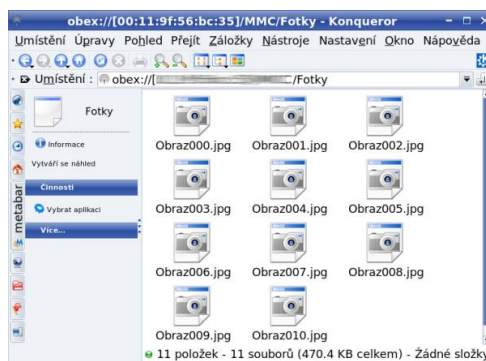 obex://[00:11:9f:56:bc:35]/MMC/Fotky - Konqueror
Umístění Úpravy Pohled Přejít Záložky Nástroje Nastavení Okno Nápověda
Umístění : obex://[ /Fotky
Fotky
Informace
Vytváří se náhled
Činnosti
Vybrat aplikaci
Více...
metabar
Obraz000.jpg Obraz001.jpg Obraz002.jpg
Obraz003.jpg Obraz004.jpg Obraz005.jpg
Obraz006.jpg Obraz007.jpg Obraz008.jpg
Obraz009.jpg Obraz010.jpg
11 položek - 11 souborů (470.4 KB celkem) - Žádné složk